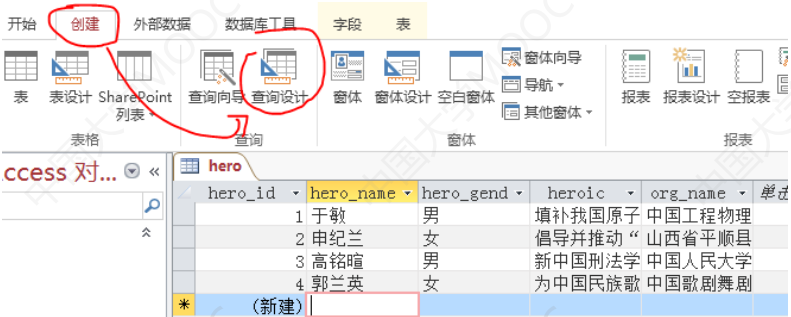 开始 创建 外部数据 数据库工具 字段 表
表 表设计 SharePoint 列表 查询向导 查询设计 窗体 窗体设计 空白窗体 窗体向导 导航 其他窗体 报表 报表设计 空报表
表格 查询 窗体 报表
ccess 对... «
hero
hero_id hero_name hero_gend heroic org_name 单击
1 于敏 男 填补我国原子 中国工程物理
2 申纪兰 女 倡导并推动“ 山西省平顺县
3 高铭暄 男 新中国刑法学 中国人民大学
4 郭兰英 女 为中国民族歌 中国歌剧舞剧
* (新建)